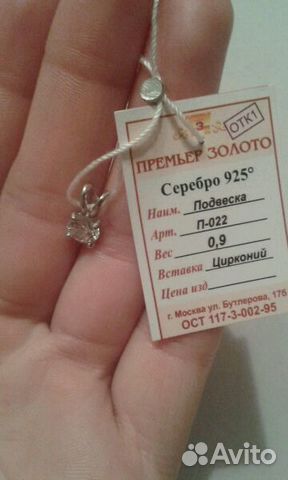 ОТК1
ПРЕМЬЕР ЗОЛОТО
Серебро 925°
Наим. Подвеска
Арт. П-022
Вес 0,9
Вставка Цирконий
Цена изд.
г. Москва ул. Бутлерова, 17б
ОСТ 117-3-002-95
Avito